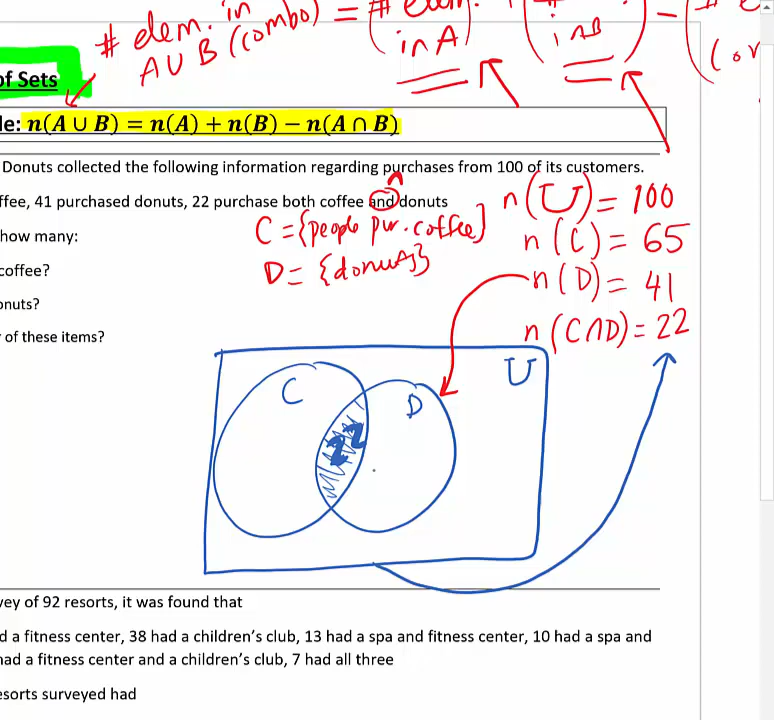 # elem. in = # elem.
A ∪ B (combo) in A in B − (or
of Sets
le: n(A ∪ B) = n(A) + n(B) − n(A ∩ B)
Donuts collected the following information regarding purchases from 100 of its customers.
ffee, 41 purchased donuts, 22 purchase both coffee and donuts
n(U) = 100
how many:
C = {people pur. coffee}
n(C) = 65
coffee?
D = {donuts}
n(D) = 41
onuts?
of these items?
n(C∩D) = 22
U
C
D
22
vey of 92 resorts, it was found that
d a fitness center, 38 had a children's club, 13 had a spa and fitness center, 10 had a spa and
had a fitness center and a children's club, 7 had all three
esorts surveyed had